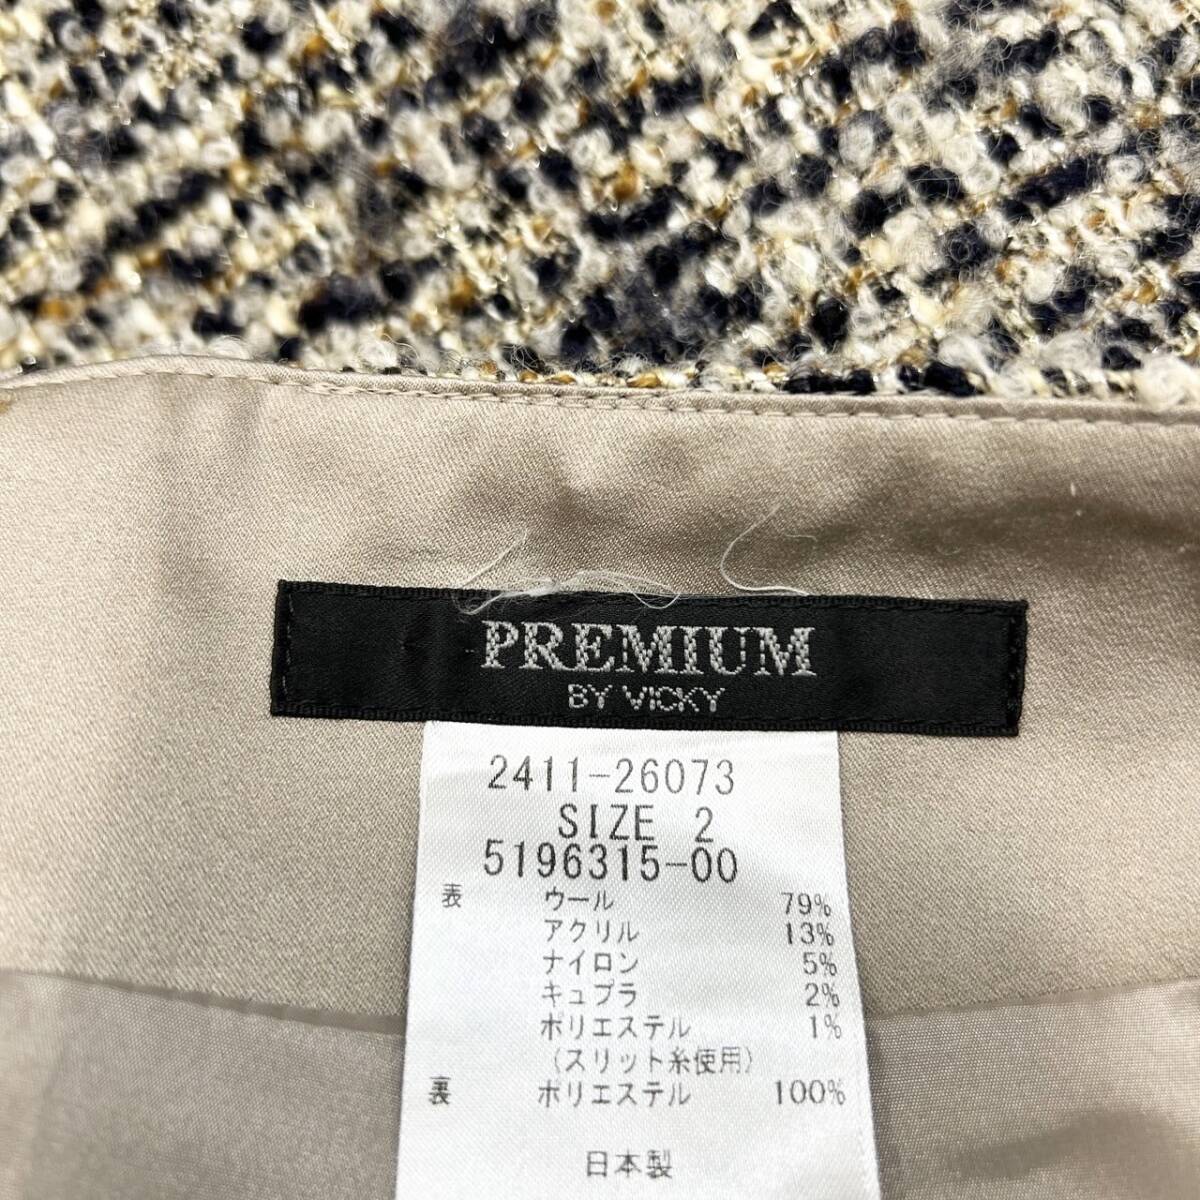 PREMIUM
BY VICKY
2411-26073
SIZE 2
5196315-00
表 ウール 79%
アクリル 13%
ナイロン 5%
キュプラ 2%
ポリエステル 1%
(スリット糸使用)
裏 ポリエステル 100%
日本製